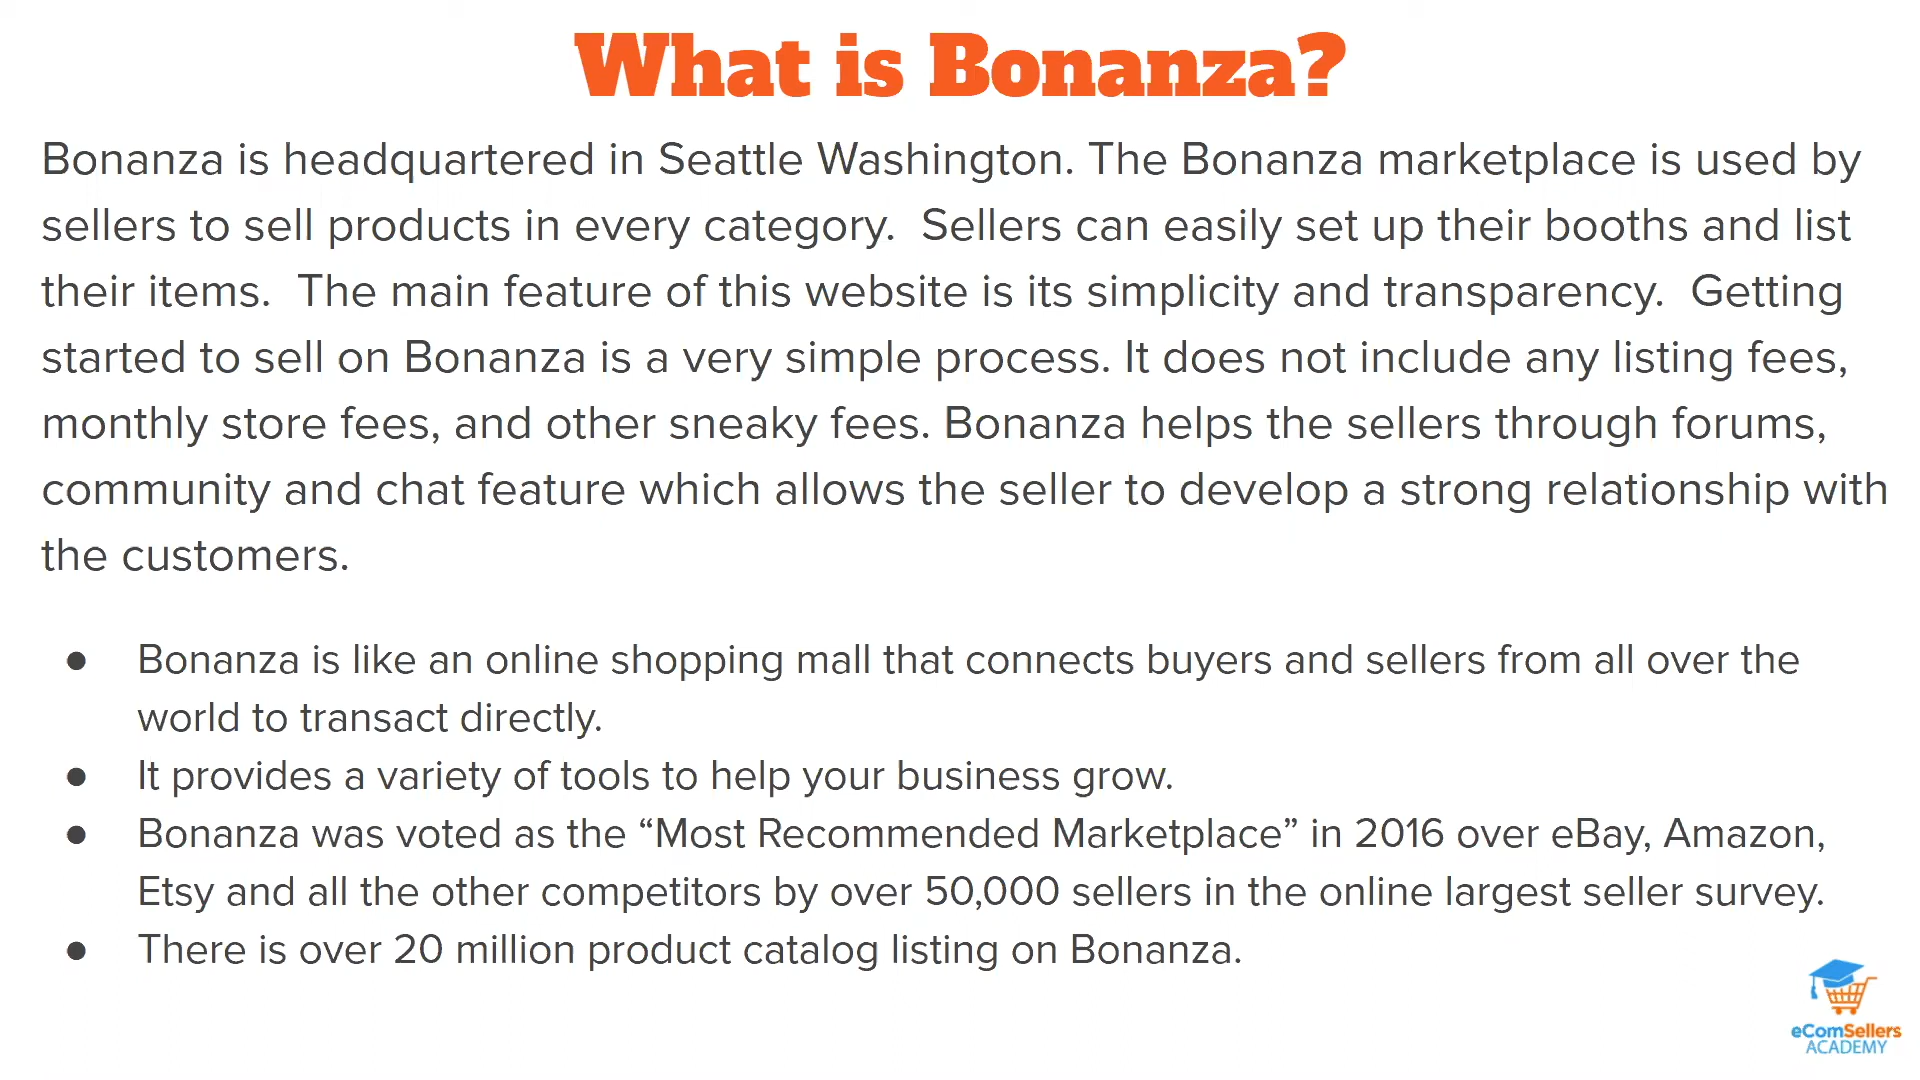 What is Bonanza?
Bonanza is headquartered in Seattle Washington. The Bonanza marketplace is used by
sellers to sell products in every category.  Sellers can easily set up their booths and list
their items.  The main feature of this website is its simplicity and transparency.  Getting
started to sell on Bonanza is a very simple process. It does not include any listing fees,
monthly store fees, and other sneaky fees. Bonanza helps the sellers through forums,
community and chat feature which allows the seller to develop a strong relationship with
the customers.
● Bonanza is like an online shopping mall that connects buyers and sellers from all over the
world to transact directly.
● It provides a variety of tools to help your business grow.
● Bonanza was voted as the “Most Recommended Marketplace” in 2016 over eBay, Amazon,
Etsy and all the other competitors by over 50,000 sellers in the online largest seller survey.
● There is over 20 million product catalog listing on Bonanza.
eComSellers
ACADEMY